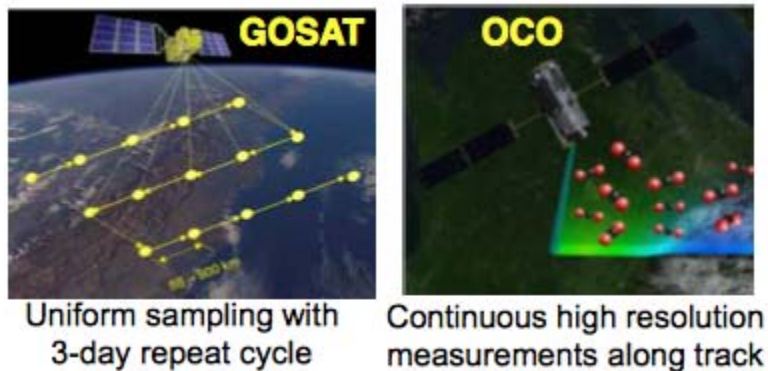 GOSAT
OCO
Uniform sampling with
3-day repeat cycle
Continuous high resolution
measurements along track